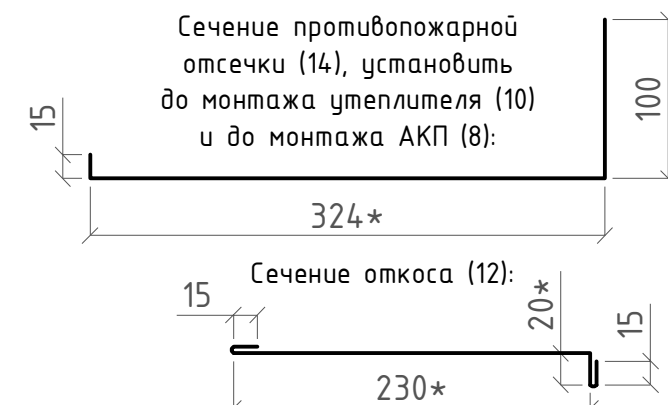 Сечение противопожарной
отсечки (14), установить
до монтажа утеплителя (10)
и до монтажа АКП (8):
15
100
324*
Сечение откоса (12):
15
20*
15
230*